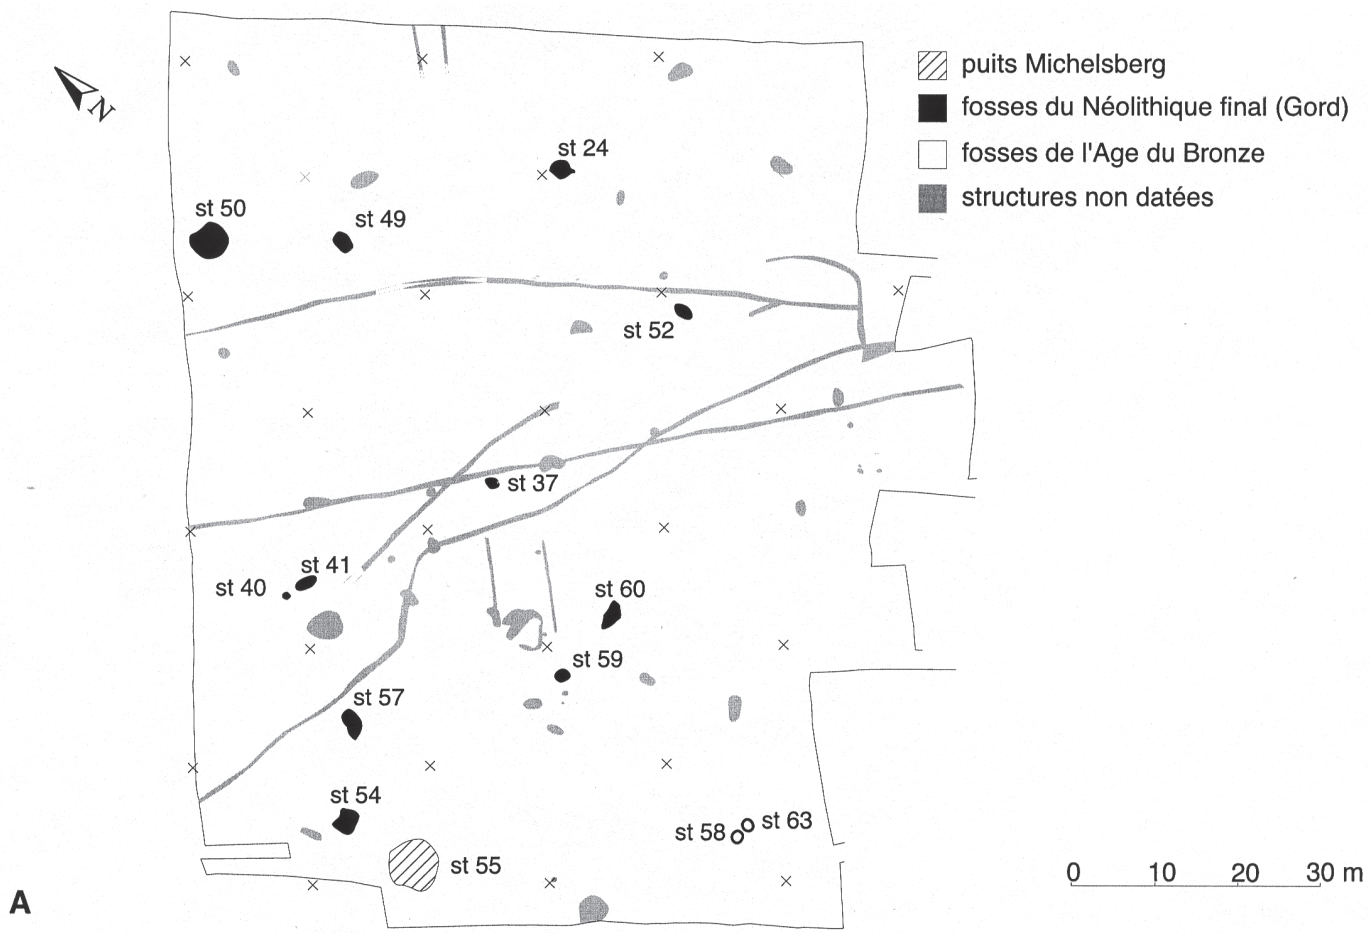 N
puits Michelsberg
fosses du Néolithique final (Gord)
fosses de l'Age du Bronze
structures non datées
st 24
st 50
st 49
st 52
st 37
st 41
st 40
st 60
st 59
st 57
st 54
st 58
st 63
st 55
0 10 20 30 m
A